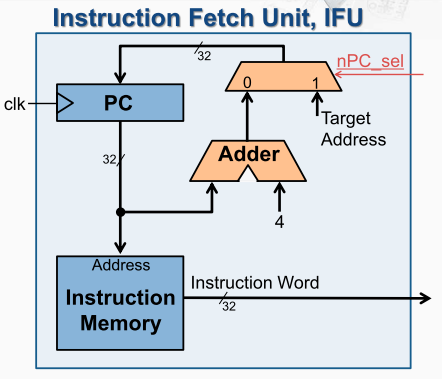 Instruction Fetch Unit, IFU
32
nPC_sel
0 1
clk
PC
Target
Address
32
Adder
4
Address
Instruction
Memory
Instruction Word
32